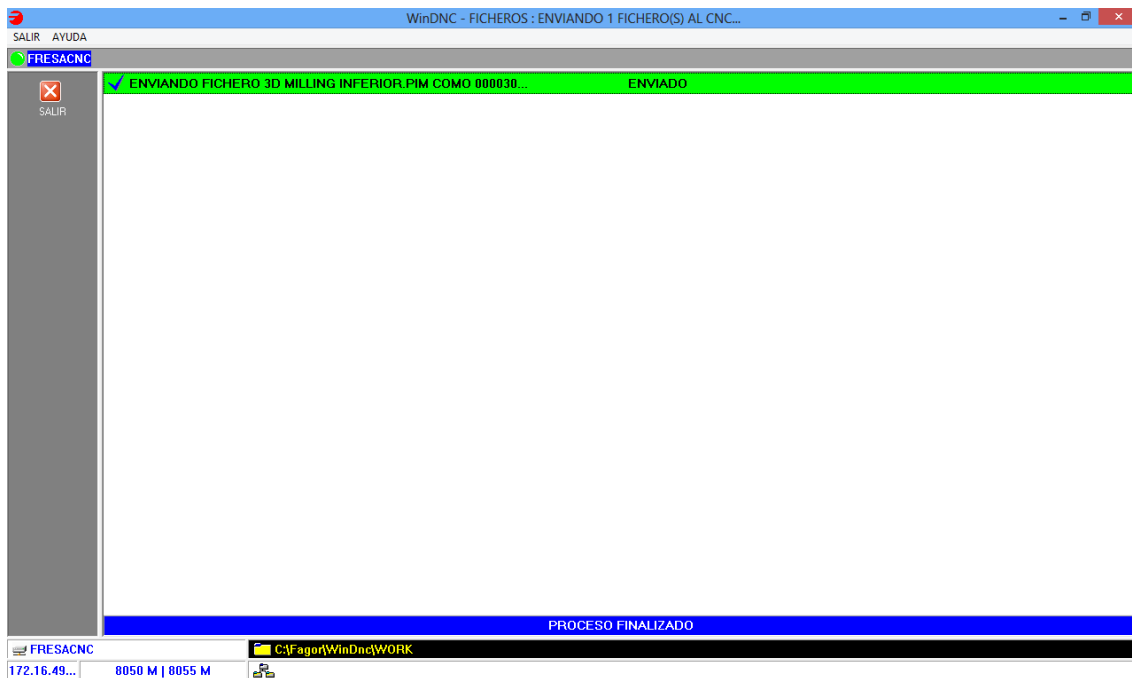 WinDNC - FICHEROS : ENVIANDO 1 FICHERO(S) AL CNC...
SALIR AYUDA
FRESACNC
ENVIANDO FICHERO 3D MILLING INFERIOR.PIM COMO 000030... ENVIADO
SALIR
PROCESO FINALIZADO
FRESACNC C:\Fagor\WinDnc\WORK
172.16.49... 8050 M | 8055 M